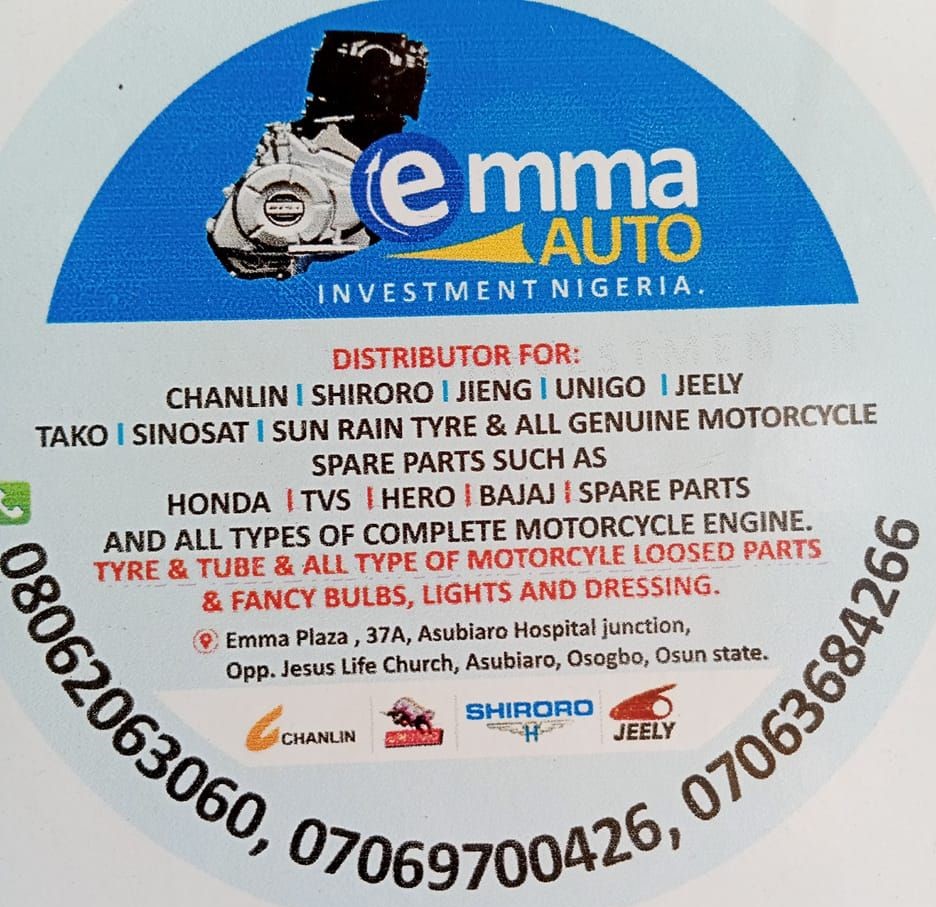 emma
AUTO
INVESTMENT NIGERIA.
DISTRIBUTOR FOR:
CHANLIN | SHIRORO | JIENG | UNIGO | JEELY
TAKO | SINOSAT | SUN RAIN TYRE & ALL GENUINE MOTORCYCLE
SPARE PARTS SUCH AS
HONDA | TVS | HERO | BAJAJ | SPARE PARTS
AND ALL TYPES OF COMPLETE MOTORCYCLE ENGINE.
TYRE & TUBE & ALL TYPE OF MOTORCYLE LOOSED PARTS
& FANCY BULBS, LIGHTS AND DRESSING.
Emma Plaza , 37A, Asubiaro Hospital junction,
Opp. Jesus Life Church, Asubiaro, Osogbo, Osun state.
CHANLIN
SHIRORO
H
JEELY
08062063060, 07069700426, 07063684266